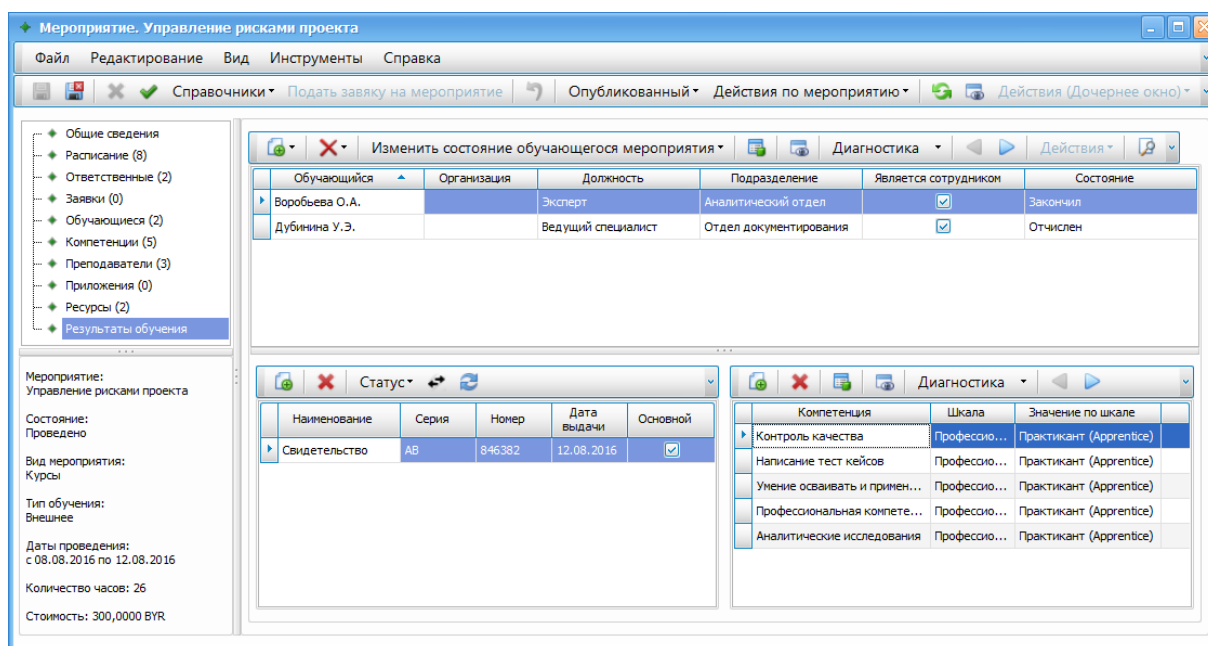 Мероприятие. Управление рисками проекта
Файл Редактирование Вид Инструменты Справка
Справочники Подать завяку на мероприятие Опубликованный Действия по мероприятию Действия (Дочернее окно)
Общие сведения
Расписание (8)
Ответственные (2)
Заявки (0)
Обучающиеся (2)
Компетенции (5)
Преподаватели (3)
Приложения (0)
Ресурсы (2)
Результаты обучения
Мероприятие:
Управление рисками проекта
Состояние:
Проведено
Вид мероприятия:
Курсы
Тип обучения:
Внешнее
Даты проведения:
с 08.08.2016 по 12.08.2016
Количество часов: 26
Стоимость: 300,0000 BYR
Изменить состояние обучающегося мероприятия Диагностика Действия
Обучающийся Организация Должность Подразделение Является сотрудником Состояние
Воробьева О.А. Эксперт Аналитический отдел Закончил
Дубинина У.Э. Ведущий специалист Отдел документирования Отчислен
Статус
Наименование Серия Номер Дата выдачи Основной
Свидетельство АВ 846382 12.08.2016
Диагностика
Компетенция Шкала Значение по шкале
Контроль качества Профессио... Практикант (Apprentice)
Написание тест кейсов Профессио... Практикант (Apprentice)
Умение осваивать и примен... Профессио... Практикант (Apprentice)
Профессиональная компете... Профессио... Практикант (Apprentice)
Аналитические исследования Профессио... Практикант (Apprentice)